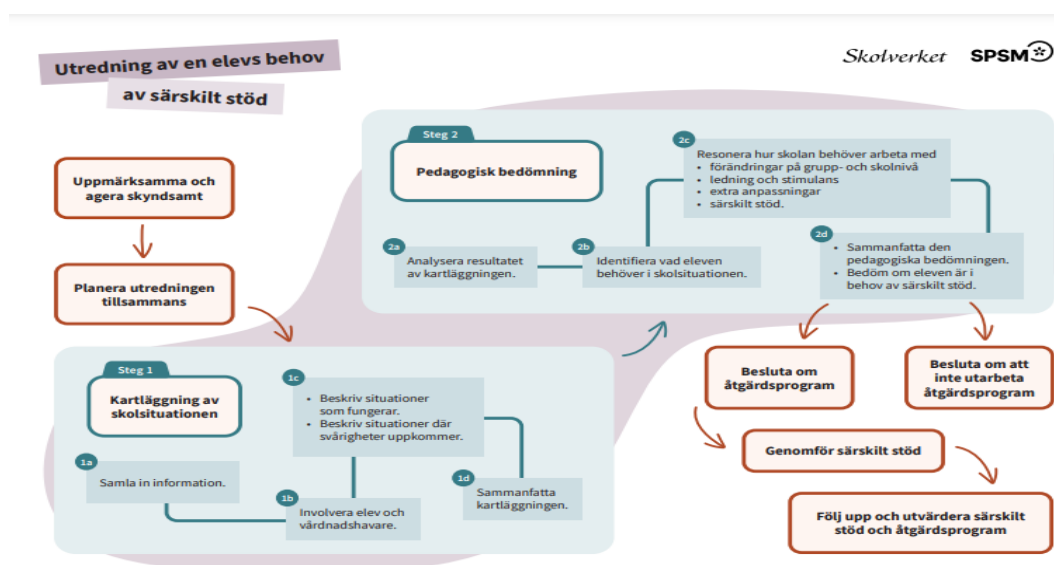 Utredning av en elevs behov
av särskilt stöd
Skolverket
SPSM
Uppmärksamma och
agera skyndsamt
Planera utredningen
tillsammans
Steg 1
Kartläggning av
skolsituationen
1a
Samla in information.
1b
Involvera elev och
vårdnadshavare.
1c
• Beskriv situationer
som fungerar.
• Beskriv situationer där
svårigheter uppkommer.
1d
Sammanfatta
kartläggningen.
Steg 2
Pedagogisk bedömning
2a
Analysera resultatet
av kartläggningen.
2b
Identifiera vad eleven
behöver i skolsituationen.
2c
Resonera hur skolan behöver arbeta med
• förändringar på grupp- och skolnivå
• ledning och stimulans
• extra anpassningar
• särskilt stöd.
2d
• Sammanfatta den
pedagogiska bedömningen.
• Bedöm om eleven är i
behov av särskilt stöd.
Besluta om
åtgärdsprogram
Besluta om att
inte utarbeta
åtgärdsprogram
Genomför särskilt stöd
Följ upp och utvärdera särskilt
stöd och åtgärdsprogram